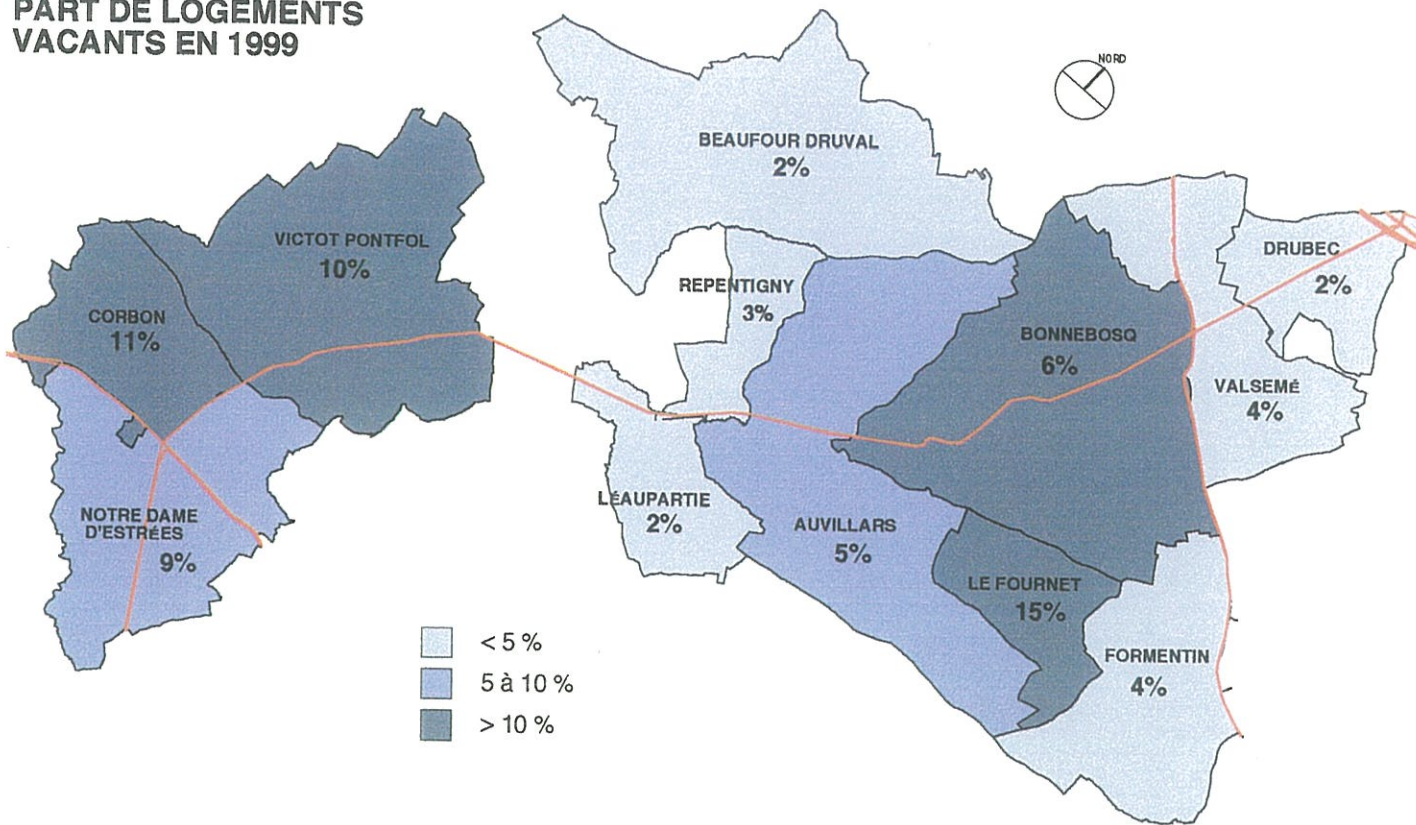 PART DE LOGEMENTS
VACANTS EN 1999
NORD
BEAUFOUR DRUVAL
2%
VICTOT PONTFOL
10%
DRUBEC
2%
REPENTIGNY
3%
CORBON
11%
BONNEBOSQ
6%
VALSEMÉ
4%
LÉAUPARTIE
2%
NOTRE DAME
D'ESTRÉES
9%
AUVILLARS
5%
LE FOURNET
15%
FORMENTIN
4%
< 5 %
5 à 10 %
> 10 %